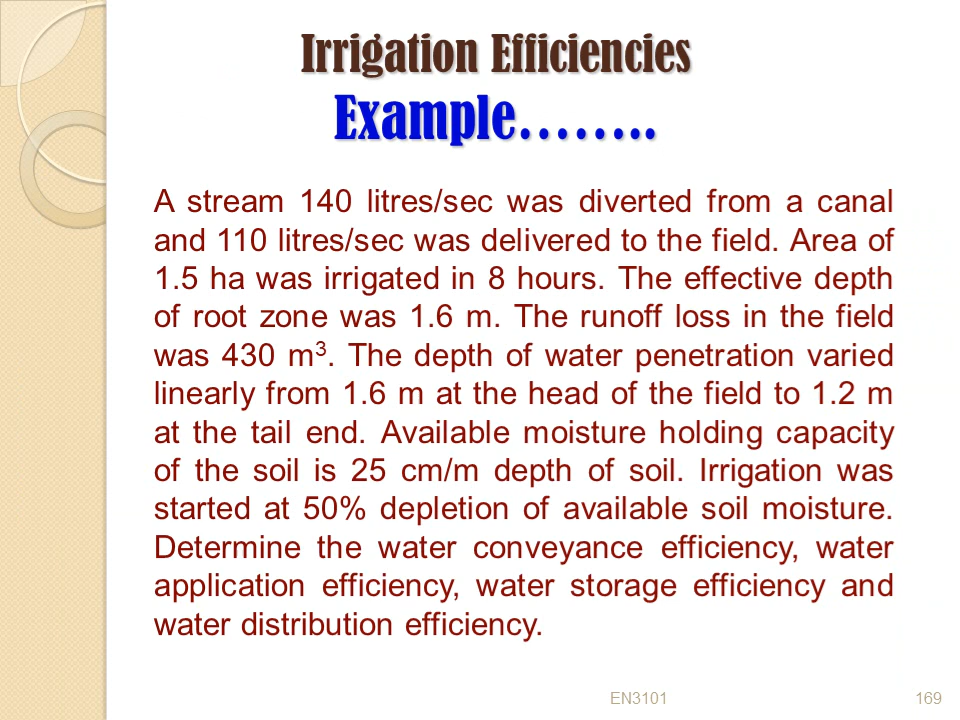 Irrigation Efficiencies
Example……..
A stream 140 litres/sec was diverted from a canal
and 110 litres/sec was delivered to the field. Area of
1.5 ha was irrigated in 8 hours. The effective depth
of root zone was 1.6 m. The runoff loss in the field
was 430 m³. The depth of water penetration varied
linearly from 1.6 m at the head of the field to 1.2 m
at the tail end. Available moisture holding capacity
of the soil is 25 cm/m depth of soil. Irrigation was
started at 50% depletion of available soil moisture.
Determine the water conveyance efficiency, water
application efficiency, water storage efficiency and
water distribution efficiency.
EN3101 169